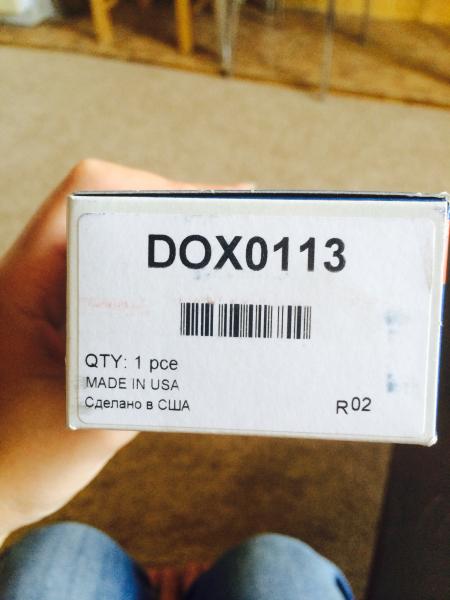 DOX0113
QTY: 1 pce
MADE IN USA
Сделано в США
R02